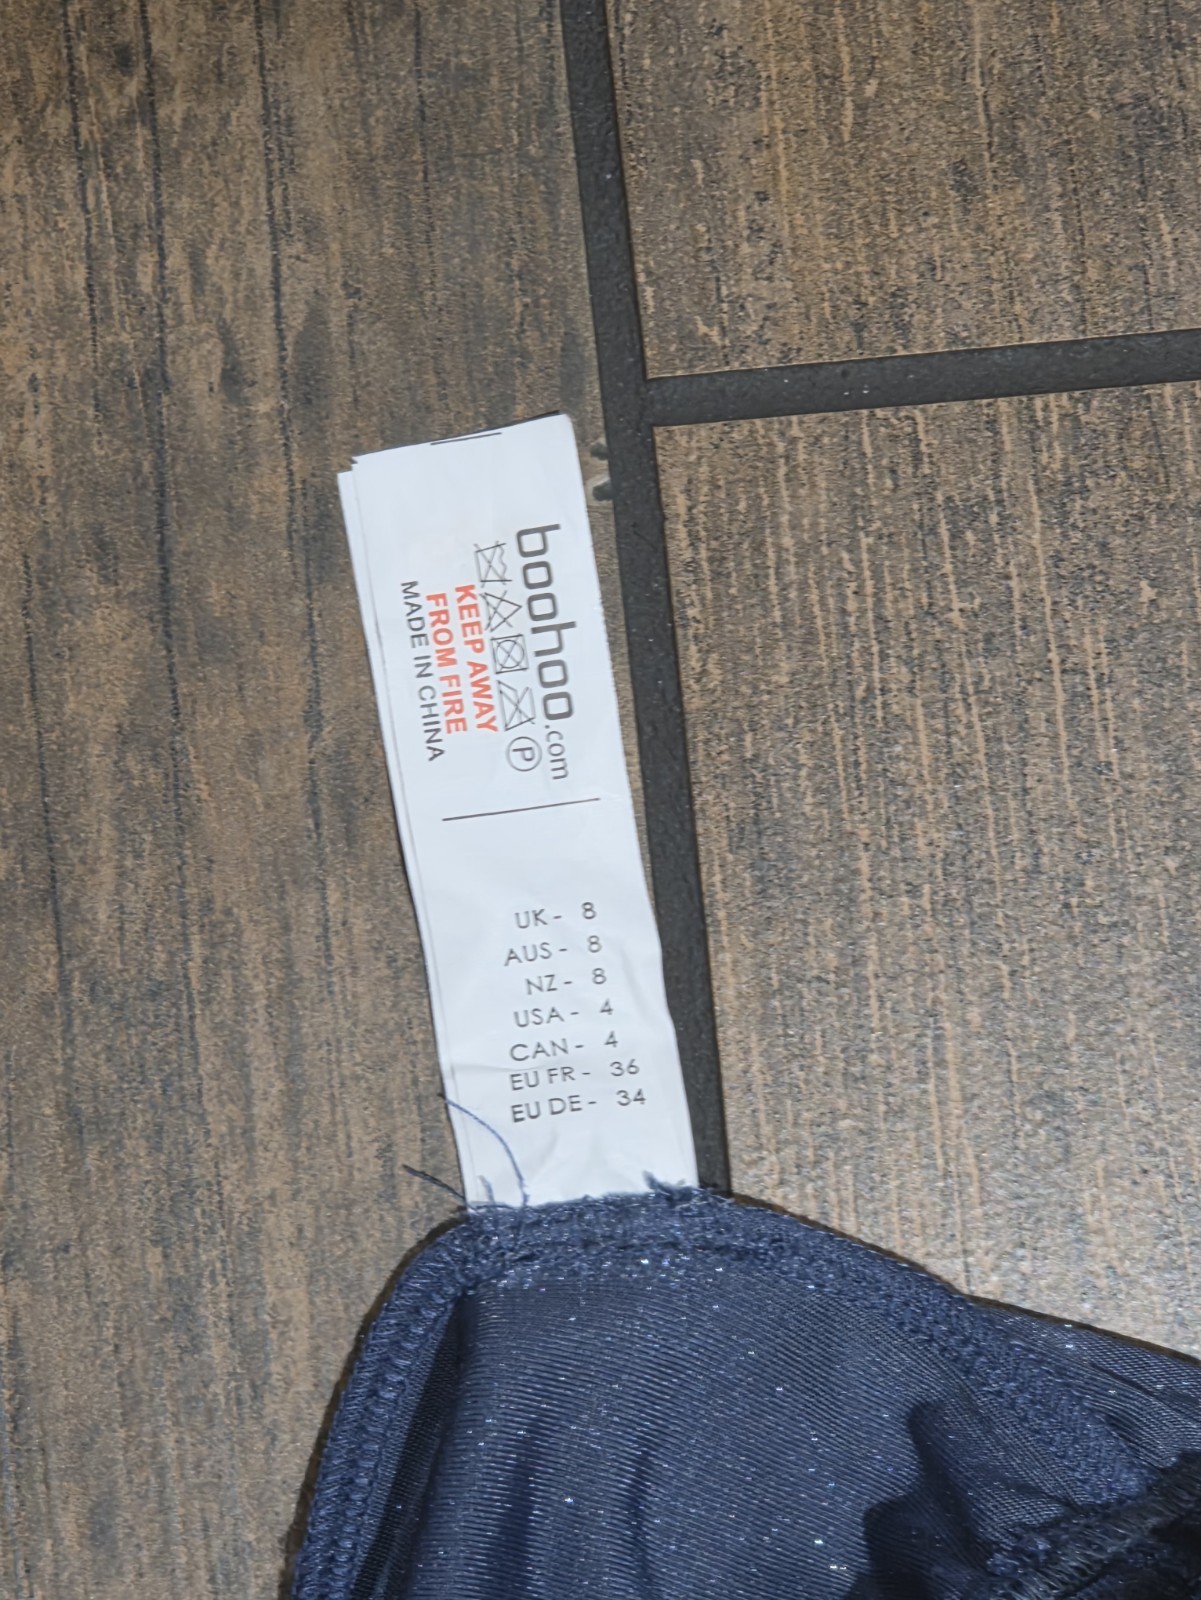 boohoo.com
P
KEEP AWAY
FROM FIRE
MADE IN CHINA
UK - 8
AUS - 8
NZ - 8
USA - 4
CAN - 4
EU FR - 36
EU DE - 34